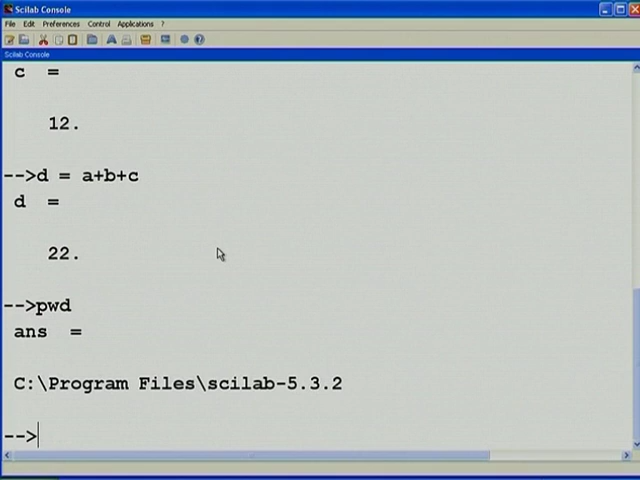 Scilab Console
File Edit Preferences Control Applications ?
Scilab Console
c =
12.
-->d = a+b+c
d =
22.
-->pwd
ans =
C:\Program Files\scilab-5.3.2
-->